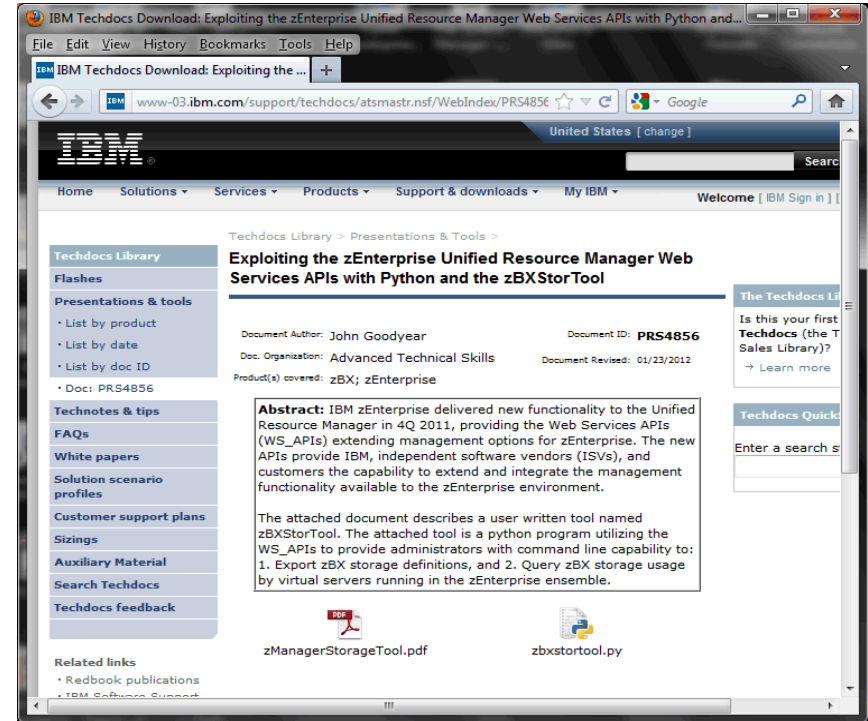 IBM Techdocs Download: Exploiting the zEnterprise Unified Resource Manager Web Services APIs with Python and...
File Edit View History Bookmarks Tools Help
IBM IBM Techdocs Download: Exploiting the ... +
IBM www-03.ibm.com/support/techdocs/atsmastr.nsf/WebIndex/PRS4856 Google
United States [ change ]
IBM ®
Searc
Home Solutions Services Products Support & downloads My IBM Welcome [ IBM Sign in ] [
Techdocs Library > Presentations & Tools >
Exploiting the zEnterprise Unified Resource Manager Web
Services APIs with Python and the zBXStorTool
Techdocs Library
Flashes
Presentations & tools
· List by product
· List by date
· List by doc ID
· Doc: PRS4856
Technotes & tips
FAQs
White papers
Solution scenario
profiles
Customer support plans
Sizings
Auxiliary Material
Search Techdocs
Techdocs feedback
Related links
· Redbook publications
· IBM Software Support
Document Author: John Goodyear Document ID: PRS4856
Doc. Organization: Advanced Technical Skills Document Revised: 01/23/2012
Product(s) covered: zBX; zEnterprise
Abstract: IBM zEnterprise delivered new functionality to the Unified
Resource Manager in 4Q 2011, providing the Web Services APIs
(WS_APIs) extending management options for zEnterprise. The new
APIs provide IBM, independent software vendors (ISVs), and
customers the capability to extend and integrate the management
functionality available to the zEnterprise environment.
The attached document describes a user written tool named
zBXStorTool. The attached tool is a python program utilizing the
WS_APIs to provide administrators with command line capability to:
1. Export zBX storage definitions, and 2. Query zBX storage usage
by virtual servers running in the zEnterprise ensemble.
PDF
zManagerStorageTool.pdf zbxstortool.py
The Techdocs Li
Is this your first
Techdocs (the T
Sales Library)?
→ Learn more
Techdocs Quick
Enter a search s